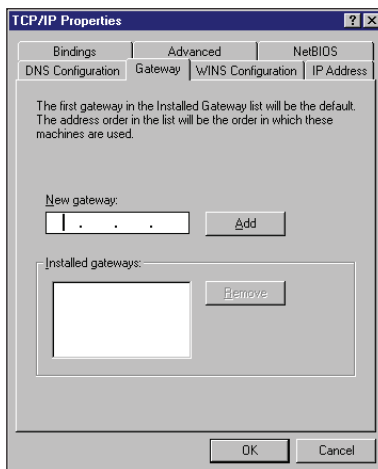 TCP/IP Properties
? ×
Bindings Advanced NetBIOS
DNS Configuration Gateway WINS Configuration IP Address
The first gateway in the Installed Gateway list will be the default.
The address order in the list will be the order in which these
machines are used.
New gateway:
. . .
Add
Installed gateways:
Remove
OK Cancel